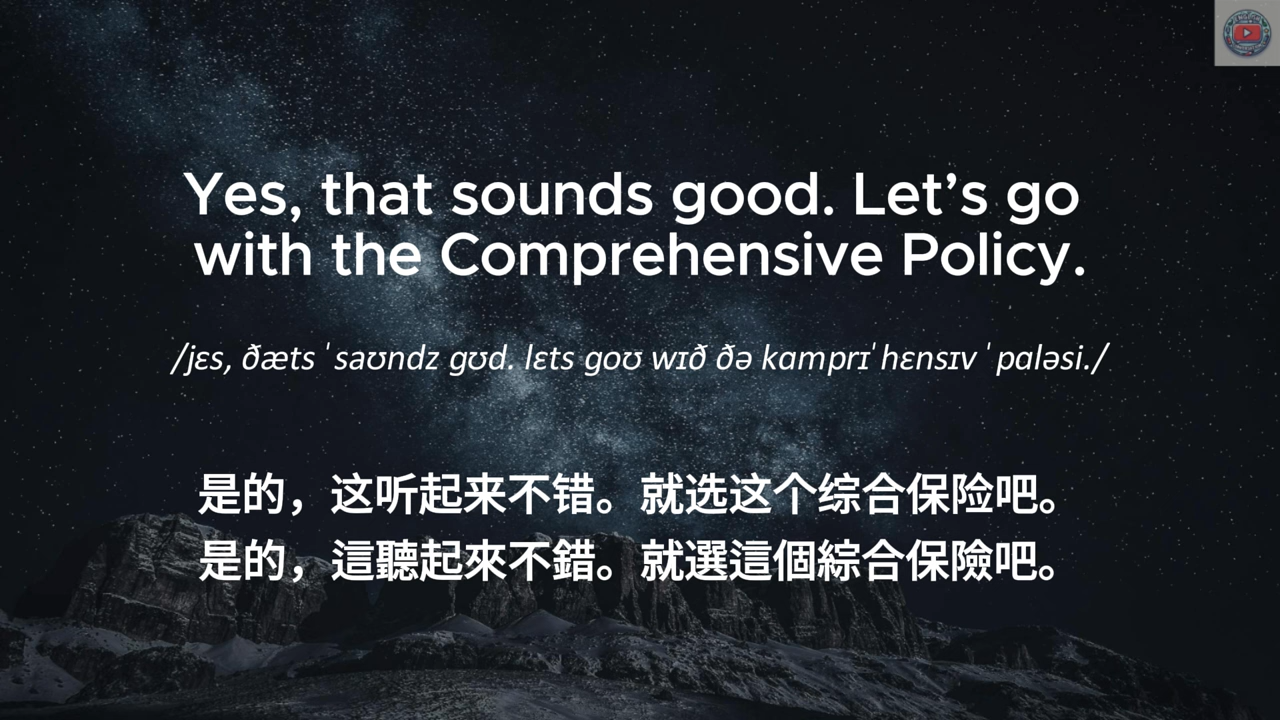 Yes, that sounds good. Let’s go
with the Comprehensive Policy.
/jɛs, ðæts ˈsaʊndz gʊd. lɛts goʊ wɪð ðə kɑmprɪˈhɛnsɪv ˈpɑləsi./
是的，这听起来不错。就选这个综合保险吧。
是的，這聽起來不錯。就選這個綜合保險吧。